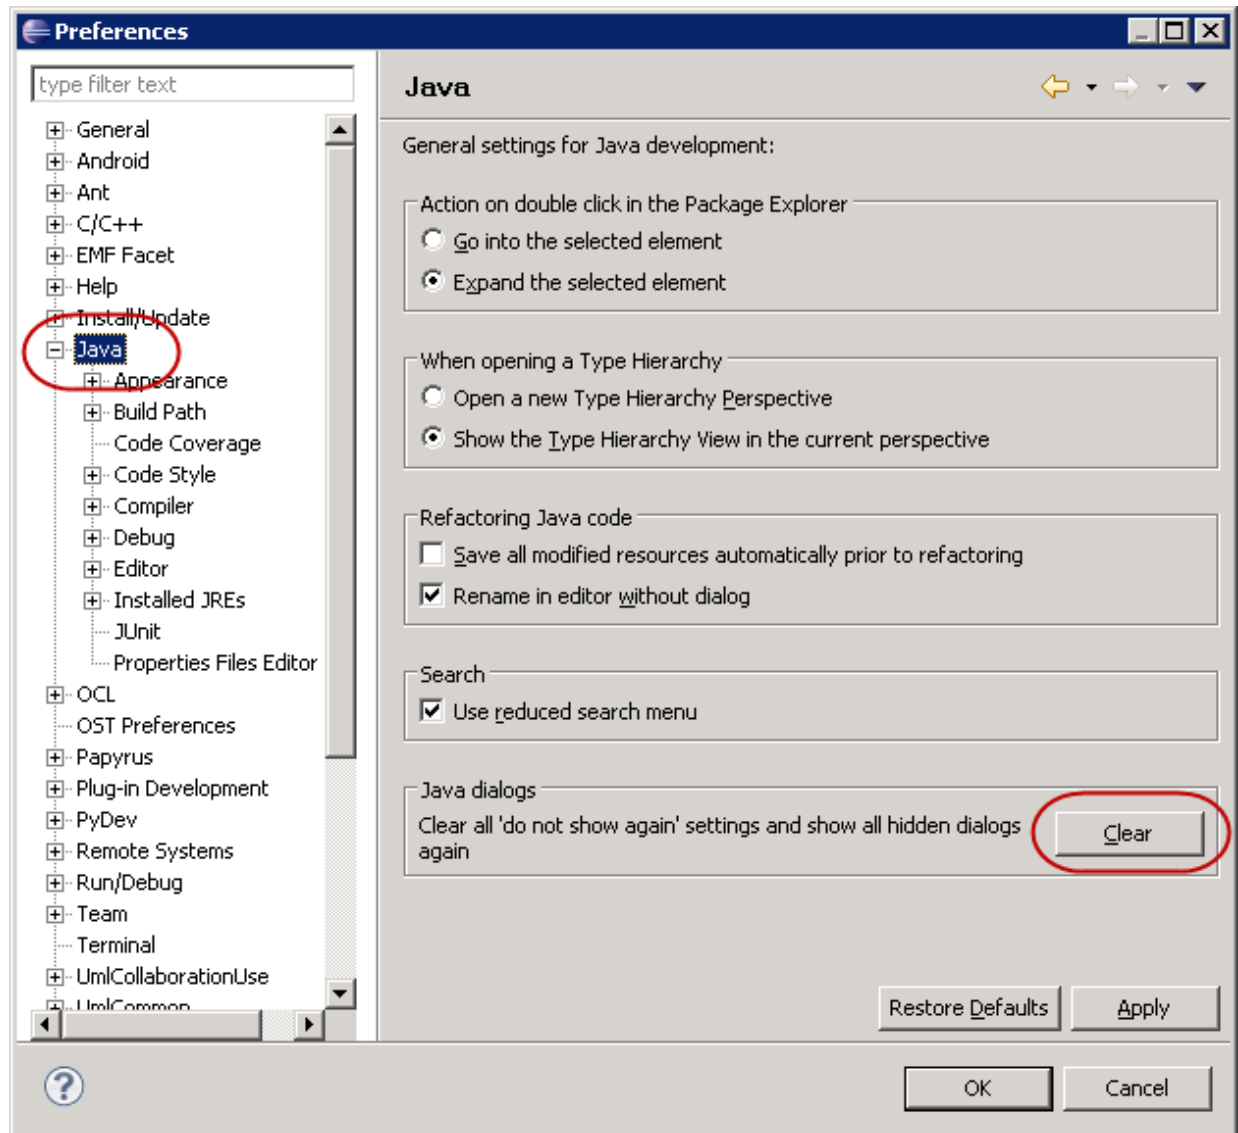 Preferences
type filter text
General
Android
Ant
C/C++
EMF Facet
Help
Install/Update
Java
Appearance
Build Path
Code Coverage
Code Style
Compiler
Debug
Editor
Installed JREs
JUnit
Properties Files Editor
OCL
OST Preferences
Papyrus
Plug-in Development
PyDev
Remote Systems
Run/Debug
Team
Terminal
UmlCollaborationUse
UmlCommon
Java
General settings for Java development:
Action on double click in the Package Explorer
Go into the selected element
Expand the selected element
When opening a Type Hierarchy
Open a new Type Hierarchy Perspective
Show the Type Hierarchy View in the current perspective
Refactoring Java code
Save all modified resources automatically prior to refactoring
Rename in editor without dialog
Search
Use reduced search menu
Java dialogs
Clear all 'do not show again' settings and show all hidden dialogs
again
Clear
Restore Defaults
Apply
OK
Cancel